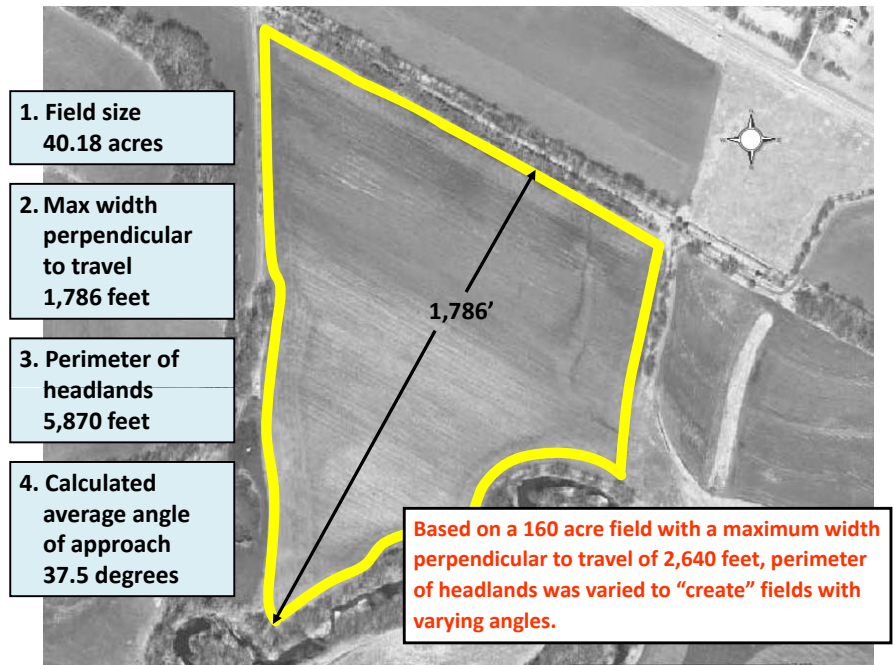 1. Field size
40.18 acres
2. Max width
perpendicular
to travel
1,786 feet
3. Perimeter of
headlands
5,870 feet
4. Calculated
average angle
of approach
37.5 degrees
1,786’
Based on a 160 acre field with a maximum width
perpendicular to travel of 2,640 feet, perimeter
of headlands was varied to “create” fields with
varying angles.